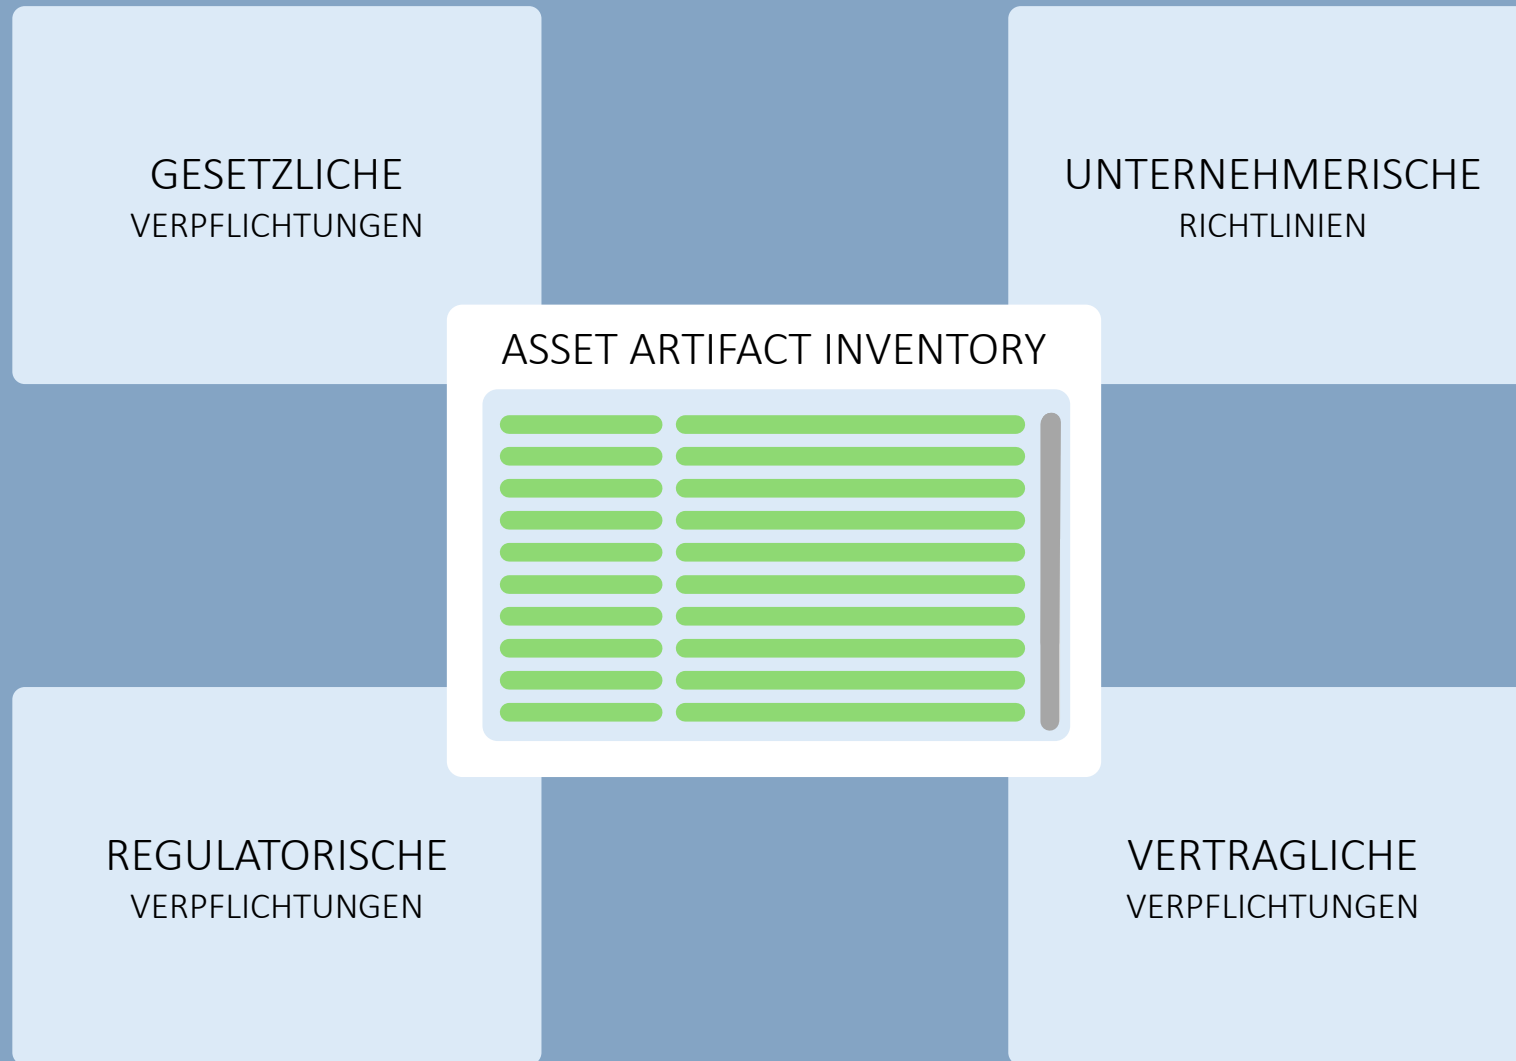 GESETZLICHE
VERPFLICHTUNGEN
UNTERNEHMERISCHE
RICHTLINIEN
ASSET ARTIFACT INVENTORY
REGULATORISCHE
VERPFLICHTUNGEN
VERTRAGLICHE
VERPFLICHTUNGEN